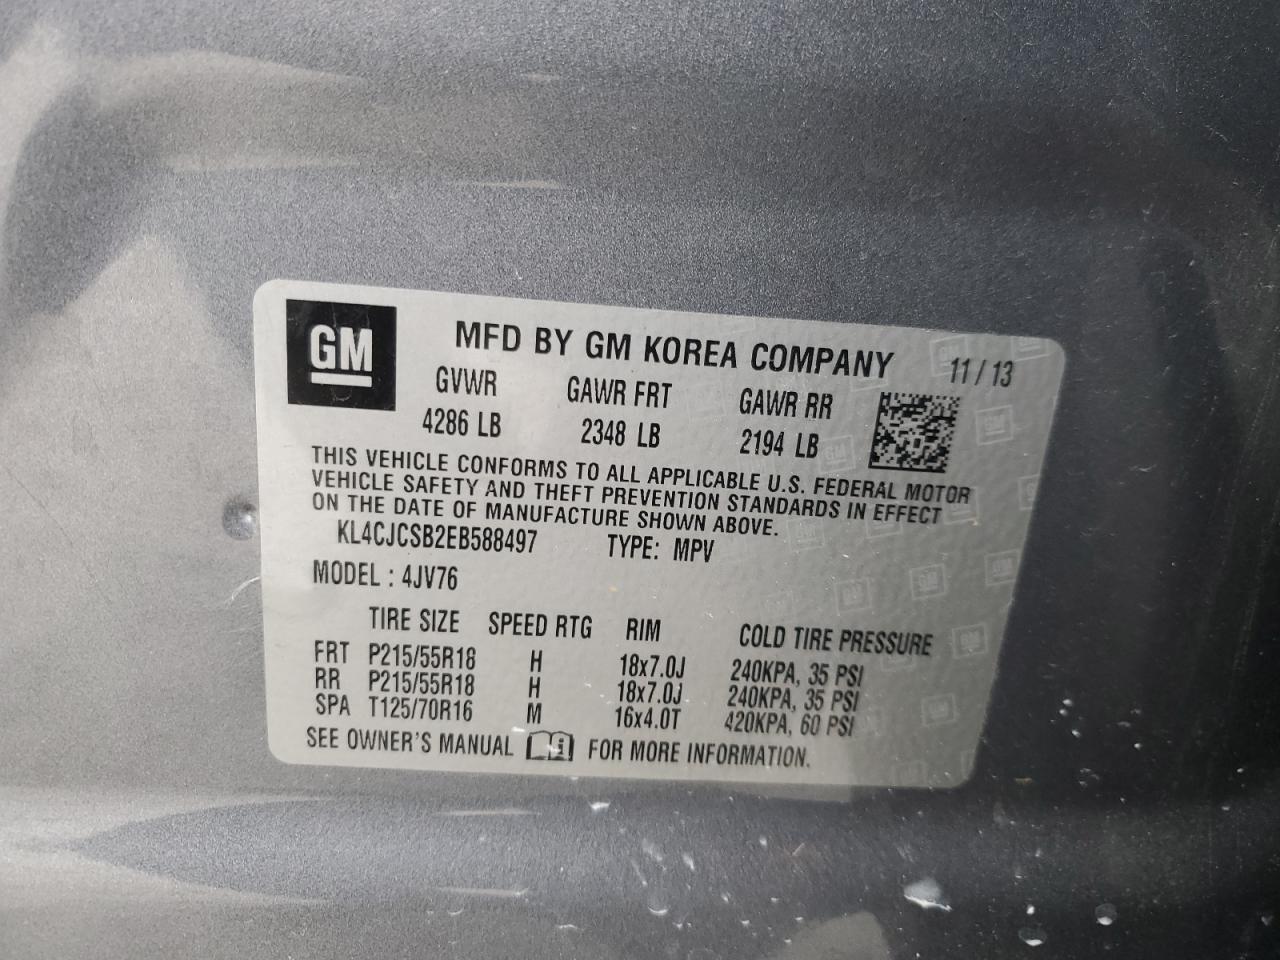 GM
MFD BY GM KOREA COMPANY 11/13
GVWR GAWR FRT GAWR RR
4286 LB 2348 LB 2194 LB
THIS VEHICLE CONFORMS TO ALL APPLICABLE U.S. FEDERAL MOTOR
VEHICLE SAFETY AND THEFT PREVENTION STANDARDS IN EFFECT
ON THE DATE OF MANUFACTURE SHOWN ABOVE.
KL4CJCSB2EB588497 TYPE: MPV
MODEL : 4JV76
TIRE SIZE SPEED RTG RIM COLD TIRE PRESSURE
FRT P215/55R18 H 18x7.0J 240KPA, 35 PSI
RR P215/55R18 H 18x7.0J 240KPA, 35 PSI
SPA T125/70R16 M 16x4.0T 420KPA, 60 PSI
SEE OWNER'S MANUAL FOR MORE INFORMATION.